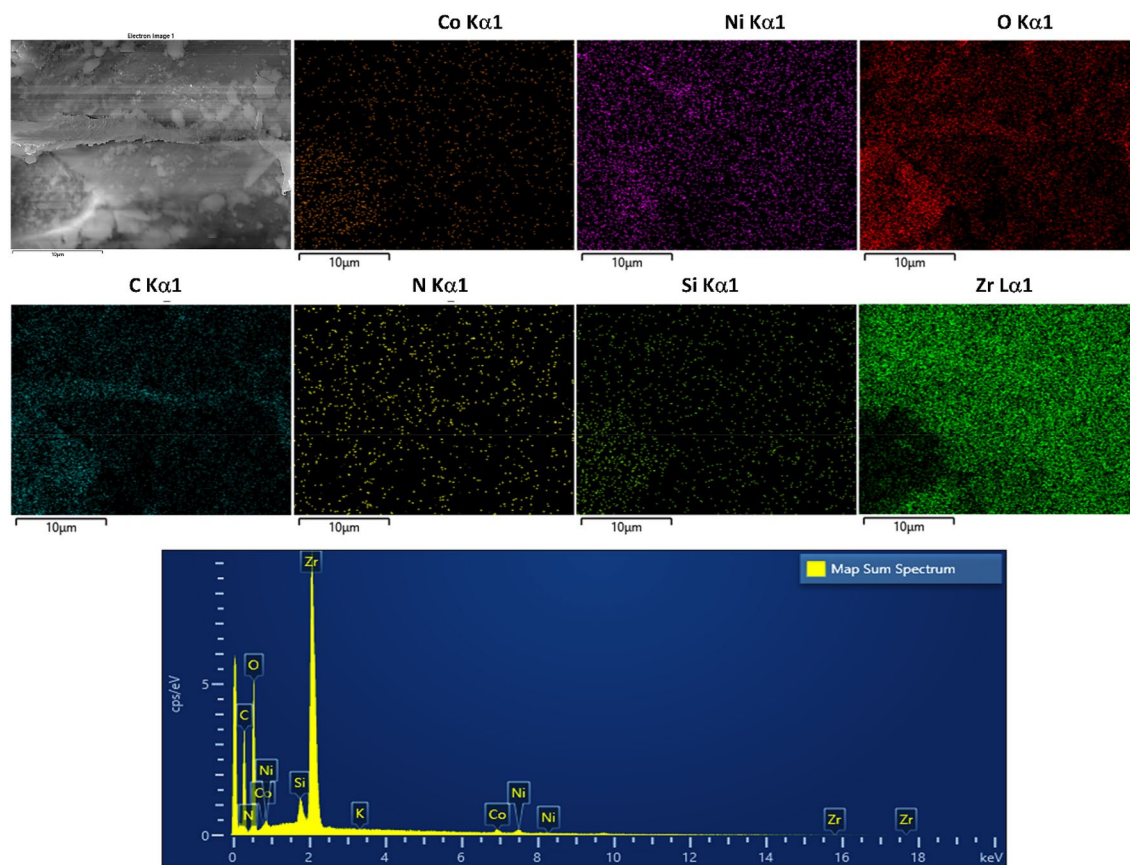 Electron Image 1
Co Kα1
Ni Kα1
O Kα1
10μm
10μm
10μm
10μm
C Kα1
N Kα1
Si Kα1
Zr Lα1
10μm
10μm
10μm
10μm
Map Sum Spectrum
Zr
O
C
Ni
Co
N
Si
K
Co
Ni
Ni
Zr
Zr
cps/eV
5
0
0 2 4 6 8 10 12 14 16 18 keV